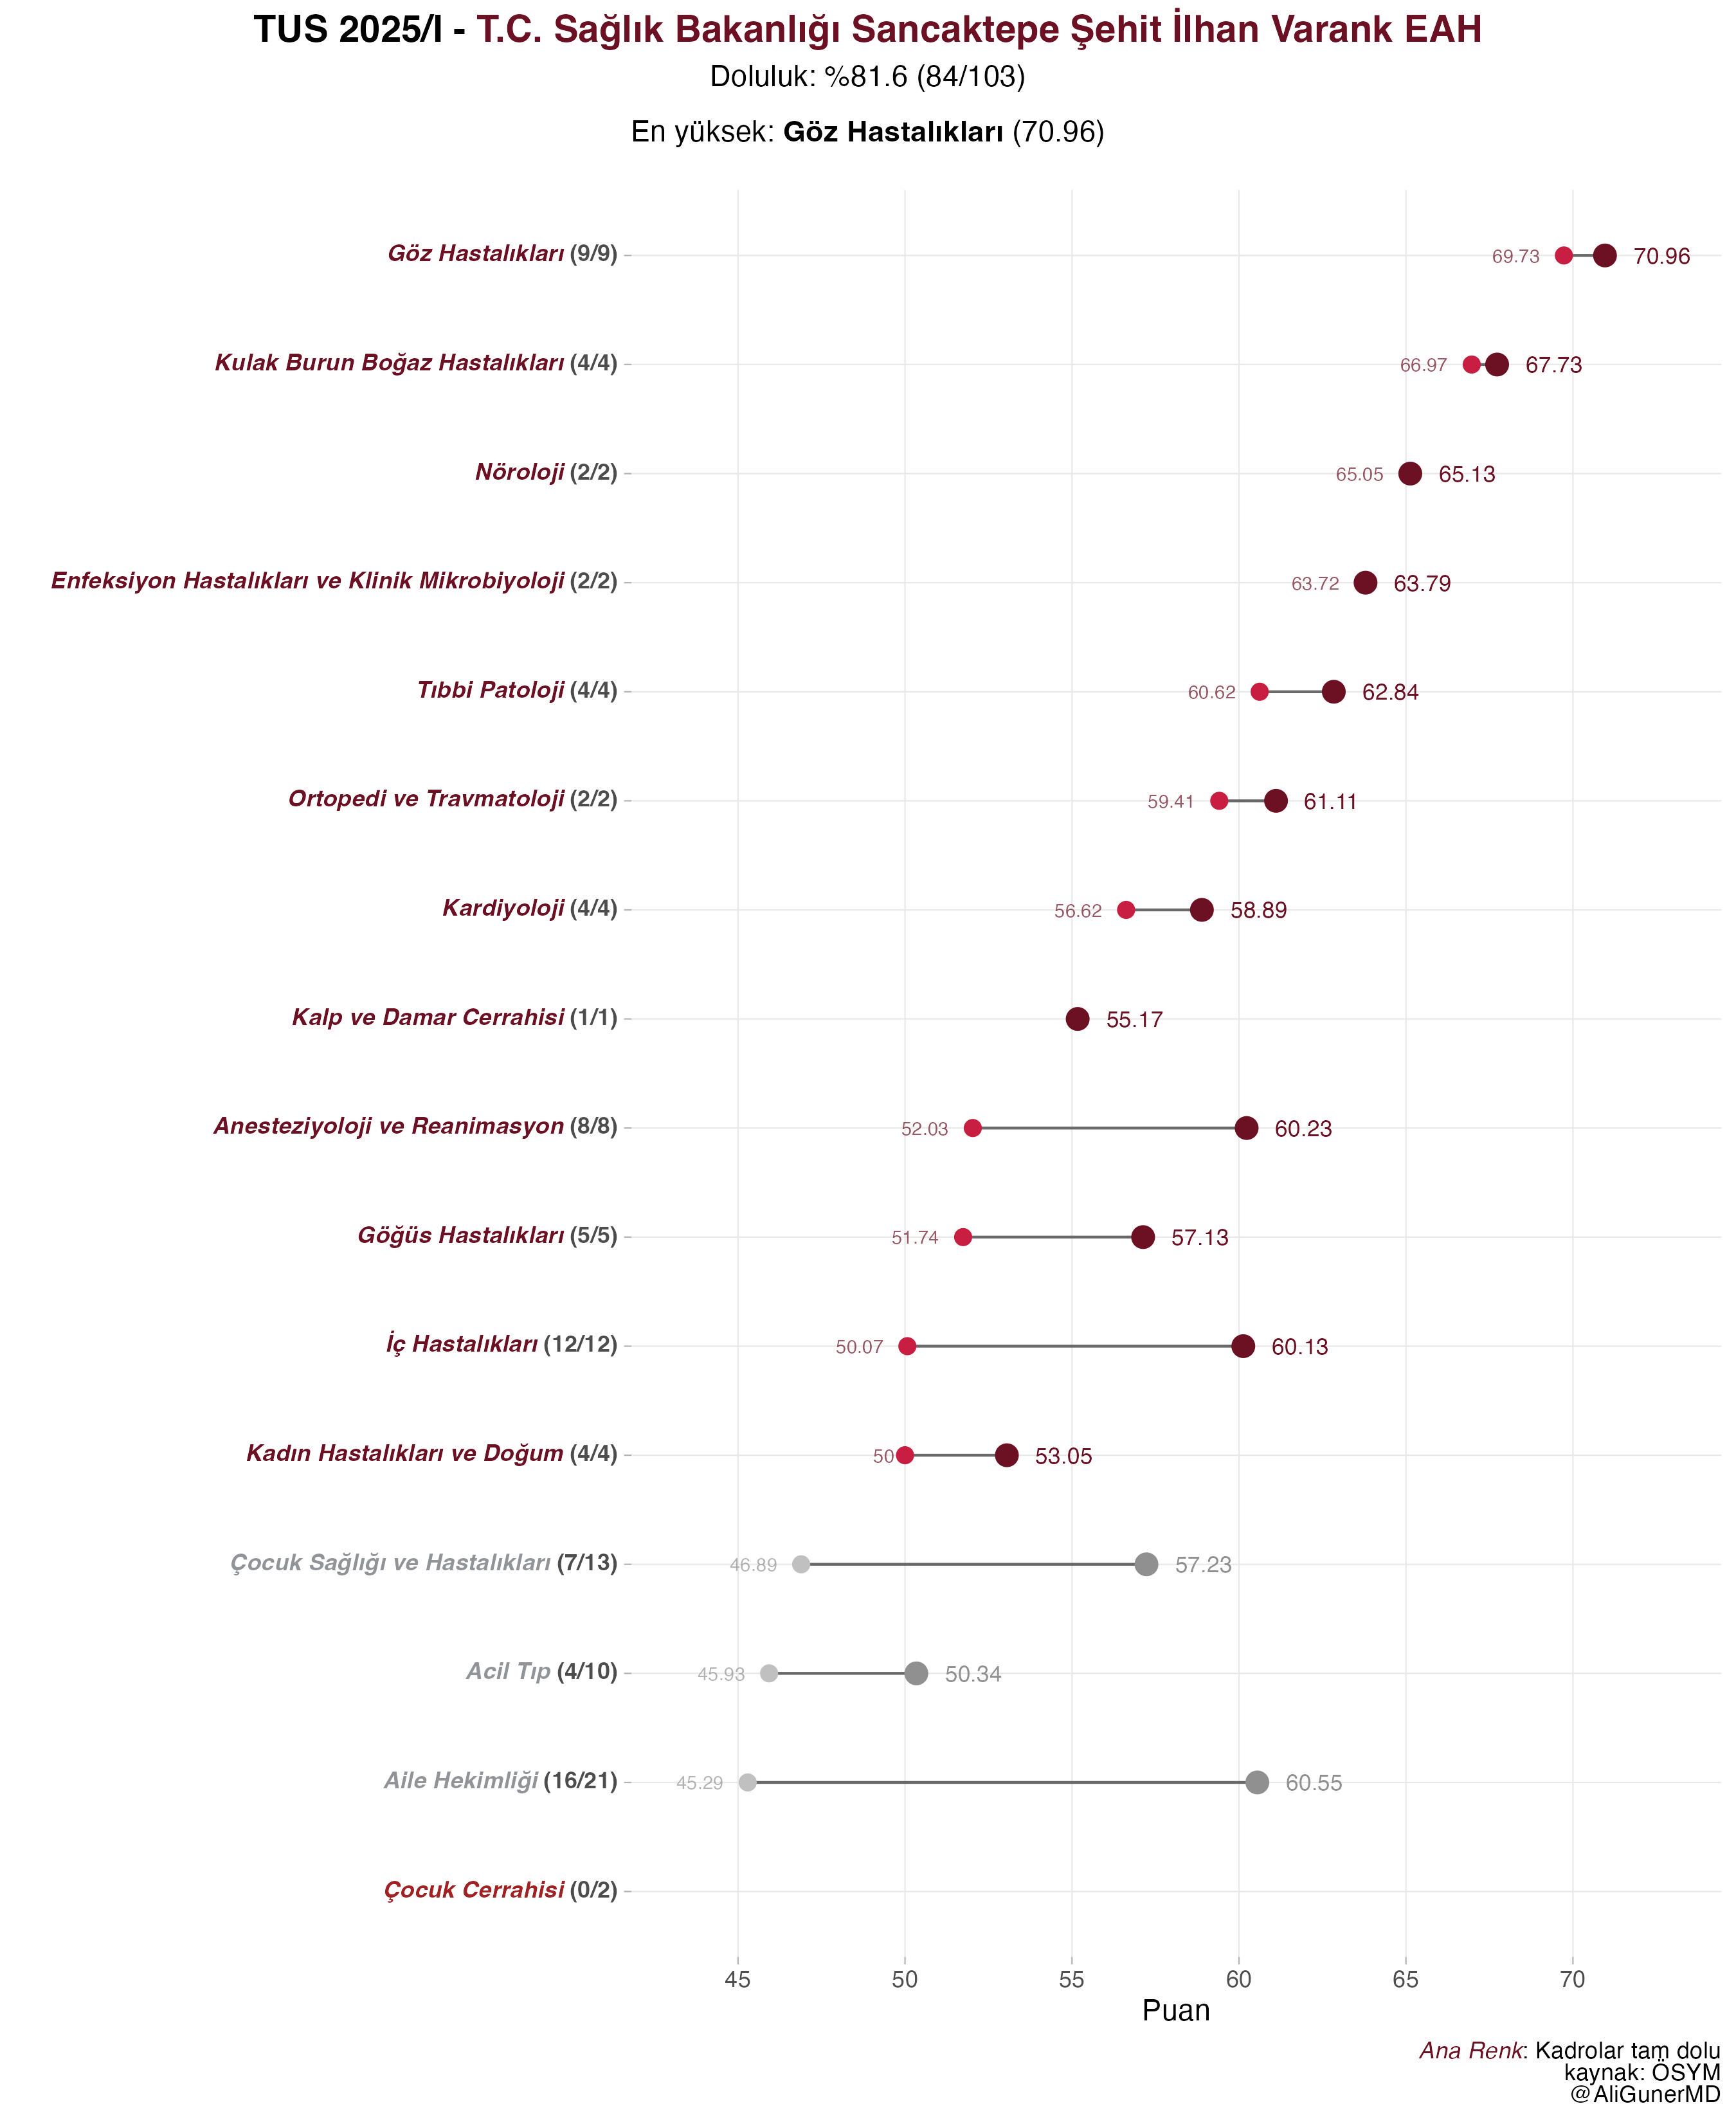 TUS 2025/I - T.C. Sağlık Bakanlığı Sancaktepe Şehit İlhan Varank EAH
Doluluk: %81.6 (84/103)
En yüksek: Göz Hastalıkları (70.96)
Göz Hastalıkları (9/9) 69.73 70.96
Kulak Burun Boğaz Hastalıkları (4/4) 66.97 67.73
Nöroloji (2/2) 65.05 65.13
Enfeksiyon Hastalıkları ve Klinik Mikrobiyoloji (2/2) 63.72 63.79
Tıbbi Patoloji (4/4) 60.62 62.84
Ortopedi ve Travmatoloji (2/2) 59.41 61.11
Kardiyoloji (4/4) 56.62 58.89
Kalp ve Damar Cerrahisi (1/1) 55.17
Anesteziyoloji ve Reanimasyon (8/8) 52.03 60.23
Göğüs Hastalıkları (5/5) 51.74 57.13
İç Hastalıkları (12/12) 50.07 60.13
Kadın Hastalıkları ve Doğum (4/4) 50 53.05
Çocuk Sağlığı ve Hastalıkları (7/13) 46.89 57.23
Acil Tıp (4/10) 45.93 50.34
Aile Hekimliği (16/21) 45.29 60.55
Çocuk Cerrahisi (0/2)
45 50 55 60 65 70
Puan
Ana Renk: Kadrolar tam dolu
kaynak: ÖSYM
@AliGunerMD